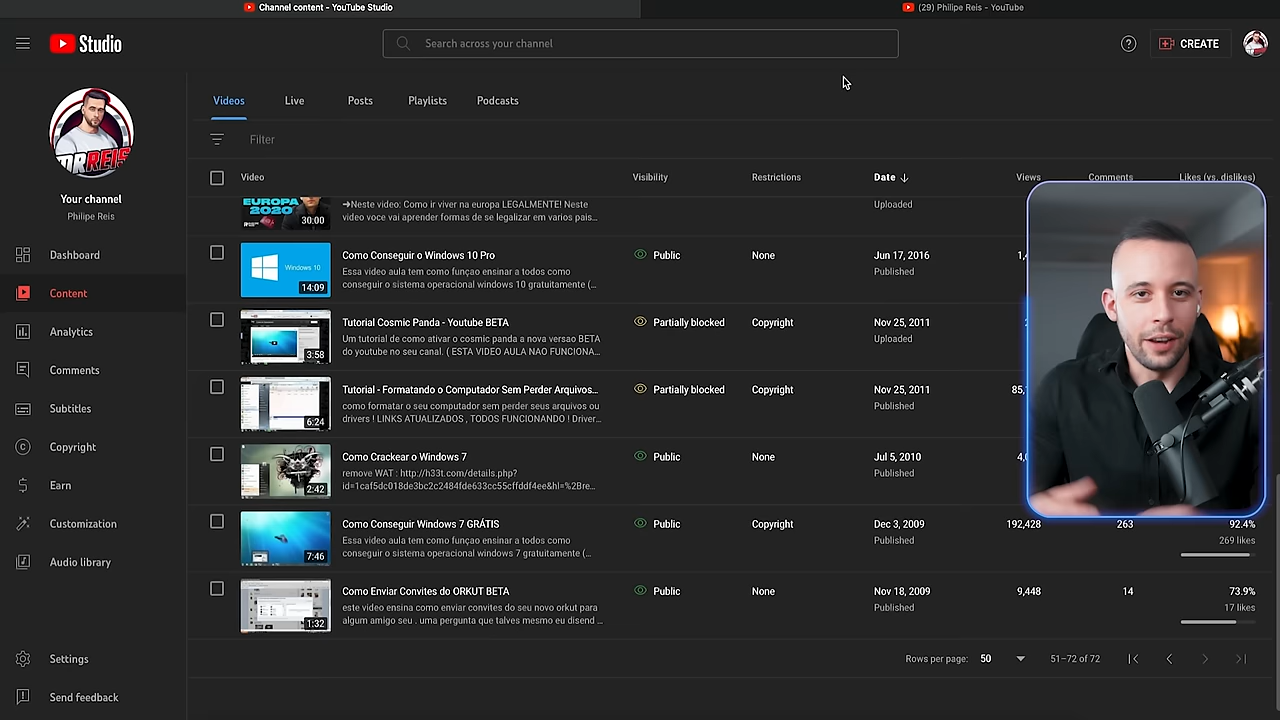 Channel content - YouTube Studio
(29) Philipe Reis - YouTube
Studio
Search across your channel
CREATE
MR REIS
Your channel
Philipe Reis
Dashboard
Content
Analytics
Comments
Subtitles
Copyright
Earn
Customization
Audio library
Settings
Send feedback
Videos Live Posts Playlists Podcasts
Filter
Video Visibility Restrictions Date Views Comments Likes (vs. dislikes)
EUROPA
2020
30:00
➜Neste video: Como ir viver na europa LEGALMENTE! Neste
video voce vai aprender formas de se legalizar em varios pais...
Uploaded
Windows 10
14:09
Como Conseguir o Windows 10 Pro
Essa video aula tem como funçao ensinar a todos como
conseguir o sistema operacional windows 10 gratuitamente (...
Public None Jun 17, 2016 1,
Published
3:58
Tuturial Cosmic Panda - Youtube BETA
Um tutorial de como ativar o cosmic panda a nova versao BETA
do youtube no seu canal. ( ESTA VIDEO AULA NAO FUNCIONA...
Partially blocked Copyright Nov 25, 2011
Uploaded
6:24
Tutorial - Formatando o Computador Sem Perder Arquivos...
como formatar o seu computador sem perder seus arquivos ou
drivers ! LINKS ATUALIZADOS , TODOS FUNCIONANDO ! Driver...
Partially blocked Copyright Nov 25, 2011 85,
Published
2:42
Como Crackear o Windows 7
remove WAT : http://h33t.com/details.php?
id=1caf5dc018da3bc2c2484fde633cc55cffddf4ee&hl=%2Bre...
Public None Jul 5, 2010 4,
Published
7:46
Como Conseguir Windows 7 GRÁTIS
Essa video aula tem como funçao ensinar a todos como
conseguir o sistema operacional windows 7 gratuitamente (...
Public Copyright Dec 3, 2009 192,428 263 92.4%
Published 269 likes
1:32
Como Enviar Convites do ORKUT BETA
este video ensina como enviar convites do seu novo orkut para
algum amigo seu . uma pergunta que talves mesmo eu disend ...
Public None Nov 18, 2009 9,448 14 73.9%
Published 17 likes
Rows per page: 50 51–72 of 72